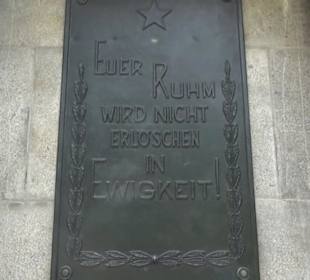 EUER
RUHM
WIRD NICHT
ERLÖSCHEN
IN
EWIGKEIT!